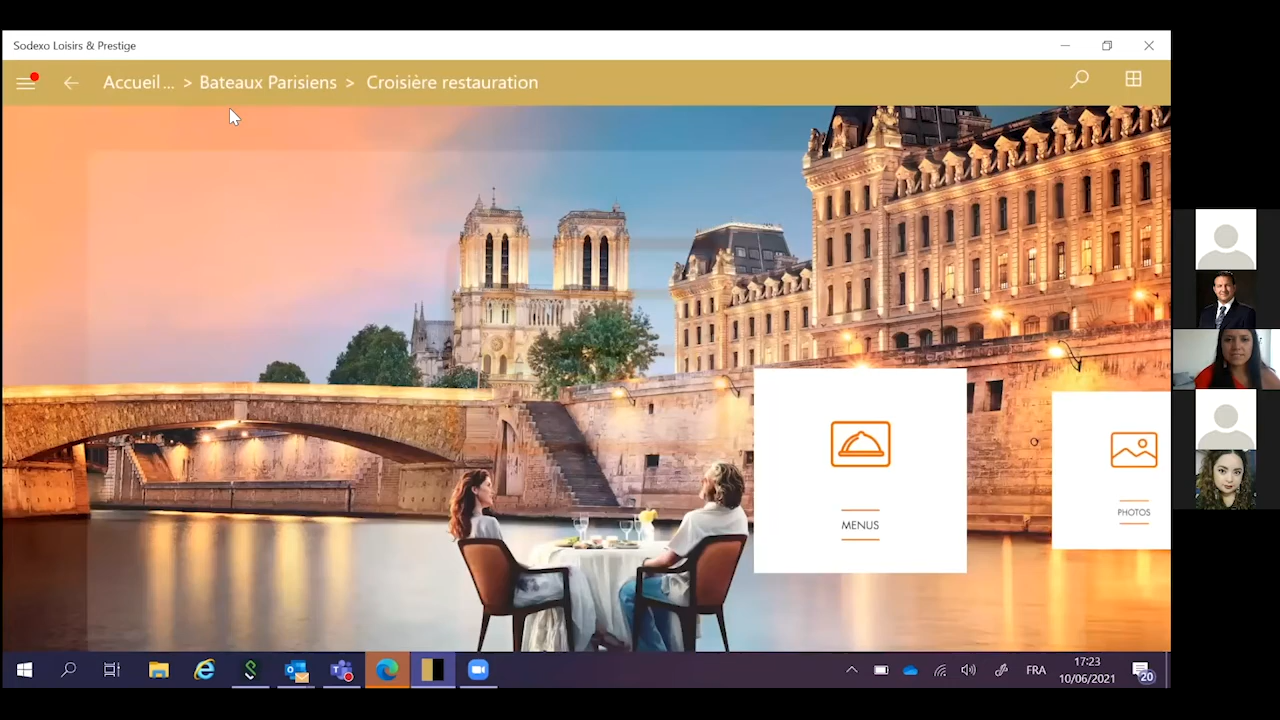 Sodexo Loisirs & Prestige
Accueil... > Bateaux Parisiens > Croisière restauration
MENUS
PHOTOS
FRA
17:23
10/06/2021
20